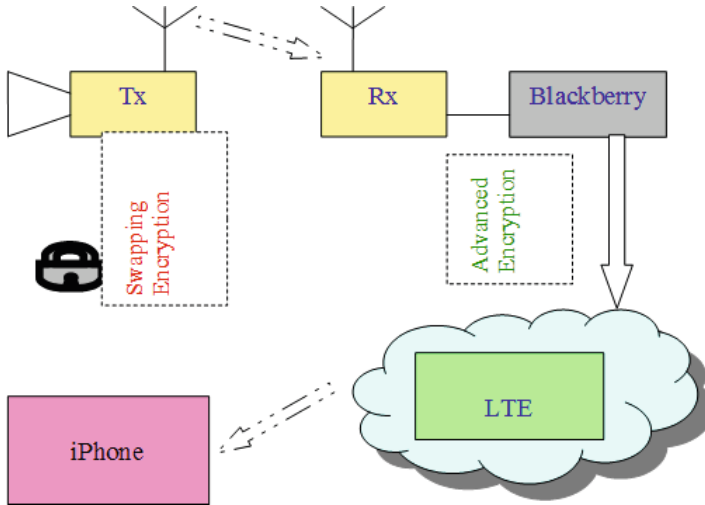 Tx
Rx
Blackberry
Swapping
Encryption
Advanced
Encryption
LTE
iPhone